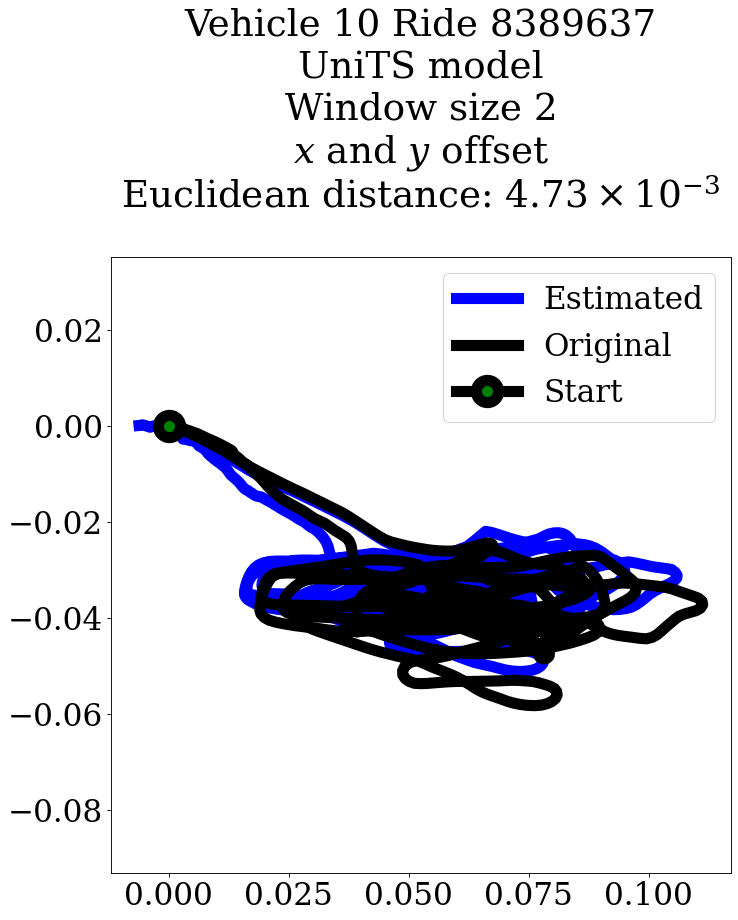 Vehicle 10 Ride 8389637
UniTS model
Window size 2
x and y offset
Euclidean distance: 4.73 × 10⁻³
Estimated
Original
Start
0.02
0.00
−0.02
−0.04
−0.06
−0.08
0.000 0.025 0.050 0.075 0.100